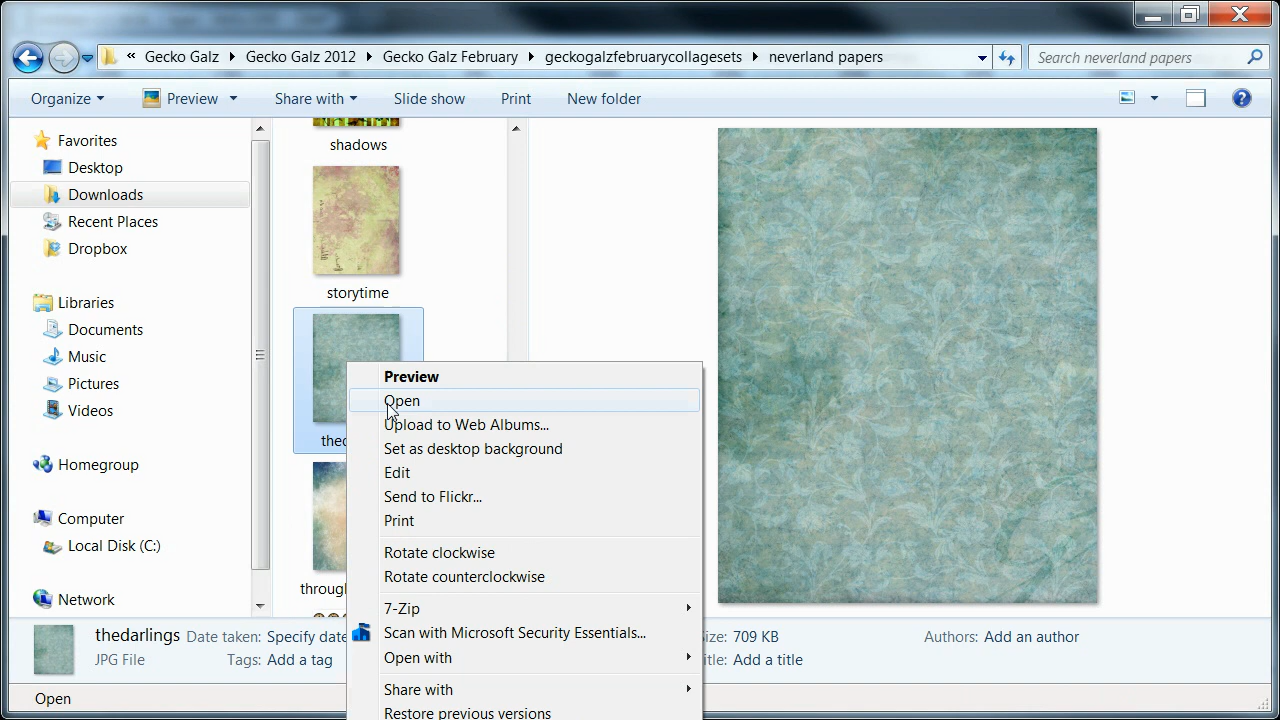 « Gecko Galz Gecko Galz 2012 Gecko Galz February geckogalzfebruarycollagesets neverland papers Search neverland papers
Organize Preview Share with Slide show Print New folder
Favorites
Desktop
Downloads
Recent Places
Dropbox
Libraries
Documents
Music
Pictures
Videos
Homegroup
Computer
Local Disk (C:)
Network
shadows
storytime
thed
through
Preview
Open
Upload to Web Albums...
Set as desktop background
Edit
Send to Flickr...
Print
Rotate clockwise
Rotate counterclockwise
7-Zip
Scan with Microsoft Security Essentials...
Open with
Share with
Restore previous versions
thedarlings Date taken: Specify date Size: 709 KB Authors: Add an author
JPG File Tags: Add a tag Title: Add a title
Open